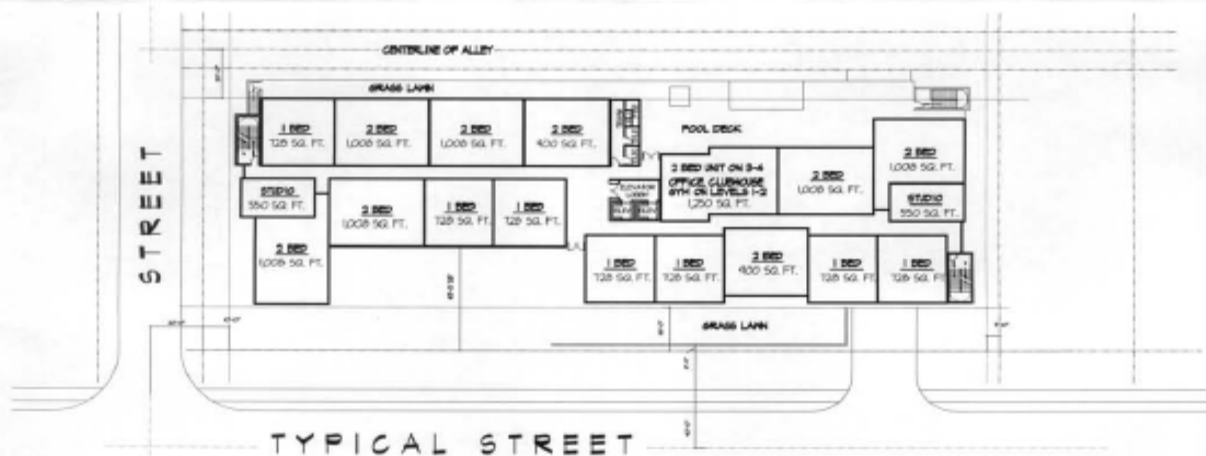 CENTERLINE OF ALLEY
GRASS LAWN
1 BED
728 SQ. FT.
2 BED
1,008 SQ. FT.
2 BED
1,008 SQ. FT.
2 BED
900 SQ. FT.
POOL DECK
2 BED
1,008 SQ. FT.
2 BED UNIT ON 3-4
OFFICE, CLUBHOUSE
GYM ON LEVELS 1-2
1,250 SQ. FT.
2 BED
1,008 SQ. FT.
STUDIO
550 SQ. FT.
ELEVATOR
LOBBY
STUDIO
550 SQ. FT.
2 BED
1,008 SQ. FT.
1 BED
728 SQ. FT.
1 BED
728 SQ. FT.
2 BED
1,008 SQ. FT.
1 BED
728 SQ. FT.
1 BED
728 SQ. FT.
2 BED
900 SQ. FT.
1 BED
728 SQ. FT.
1 BED
728 SQ. FT.
GRASS LAWN
STREET
TYPICAL STREET